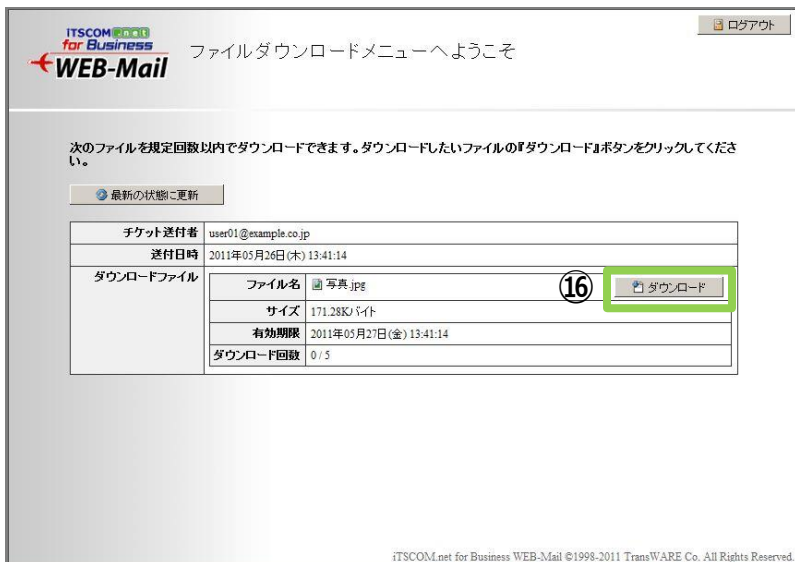 iTSCOM.net
for Business
WEB-Mail
ファイルダウンロードメニューへようこそ
ログアウト
次のファイルを規定回数以内でダウンロードできます。ダウンロードしたいファイルの『ダウンロード』ボタンをクリックしてくださ
い。
最新の状態に更新
チケット送付者 user01@example.co.jp
送付日時 2011年05月26日(木) 13:41:14
ダウンロードファイル ファイル名 写真.jpg ⑯ ダウンロード
サイズ 171.28Kバイト
有効期限 2011年05月27日(金) 13:41:14
ダウンロード回数 0 / 5
iTSCOM.net for Business WEB-Mail ©1998-2011 TransWARE Co. All Rights Reserved.